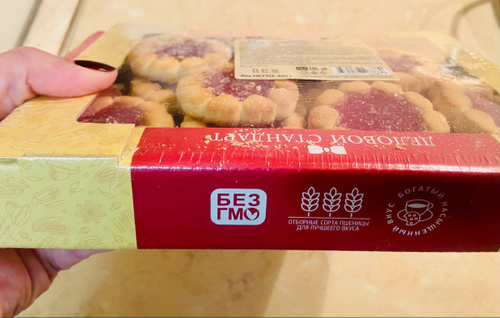 ДЕЛОВОЙ СТАНДАРТ
БЕЗ
ГМО
ОТБОРНЫЕ СОРТА ПШЕНИЦЫ
ДЛЯ ЛУЧШЕГО ВКУСА
БОГАТЫЙ НАСЫЩЕННЫЙ ВКУС